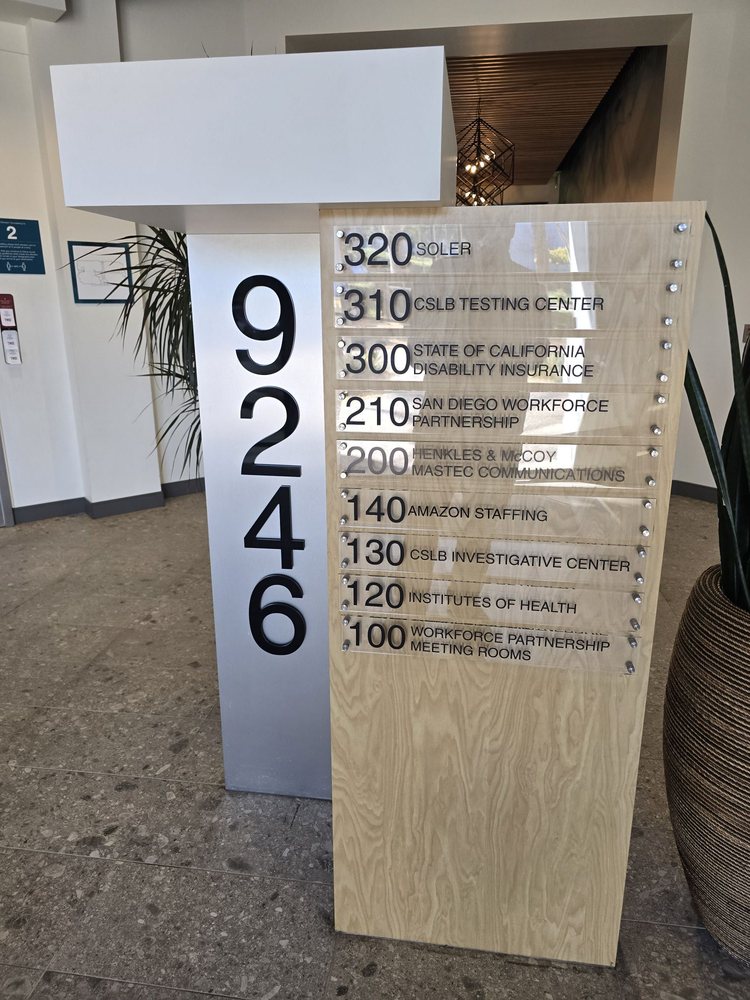 2
9
2
4
6
320 SOLER
310 CSLB TESTING CENTER
300 STATE OF CALIFORNIA
DISABILITY INSURANCE
210 SAN DIEGO WORKFORCE
PARTNERSHIP
200 HENKLES & McCOY
MASTEC COMMUNICATIONS
140 AMAZON STAFFING
130 CSLB INVESTIGATIVE CENTER
120 INSTITUTES OF HEALTH
100 WORKFORCE PARTNERSHIP
MEETING ROOMS